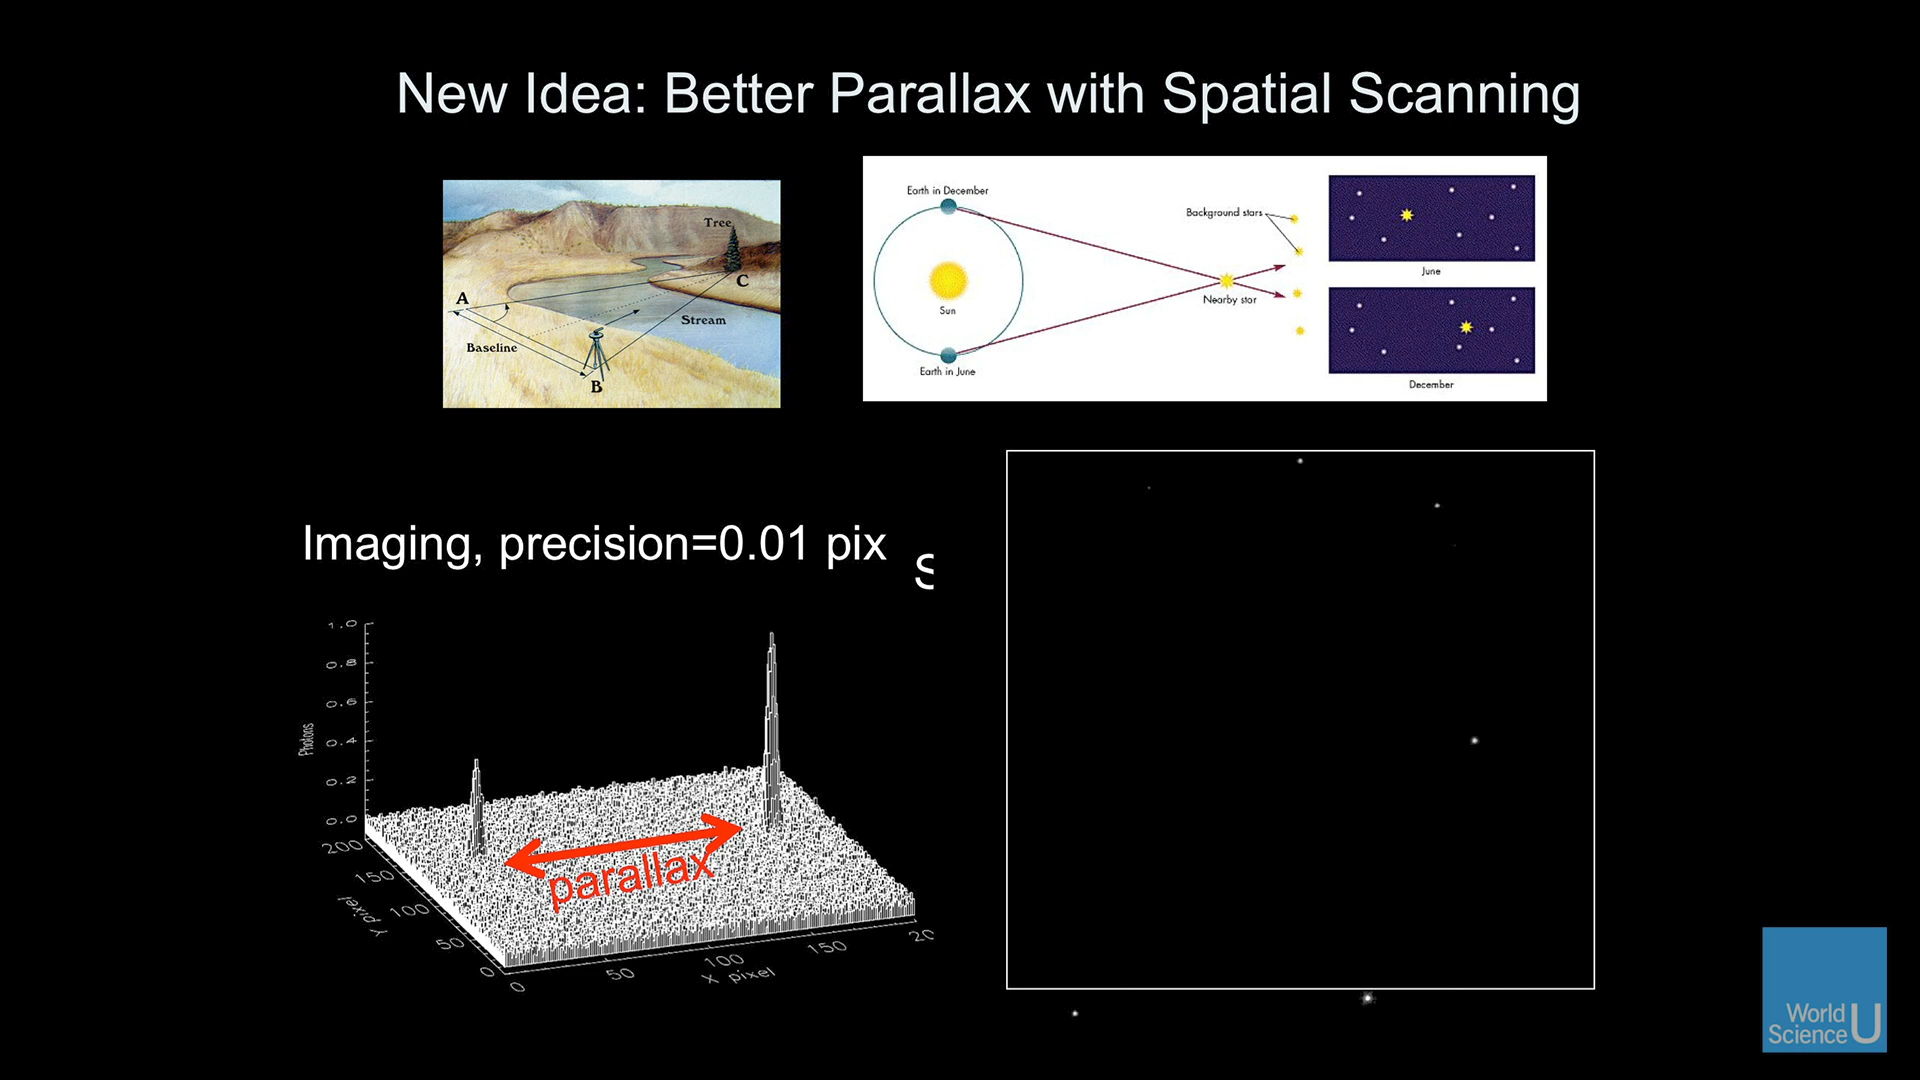 New Idea: Better Parallax with Spatial Scanning
Tree
A
C
Stream
Baseline
B
Earth in December
Background stars
Sun
Nearby star
Earth in June
June
December
Imaging, precision=0.01 pix
S
1.0
0.8
0.6
0.4
0.2
0.0
Photons
200
150
100
50
0
Y pixel
parallax
0
50
100
150
20
X pixel
World
Science U